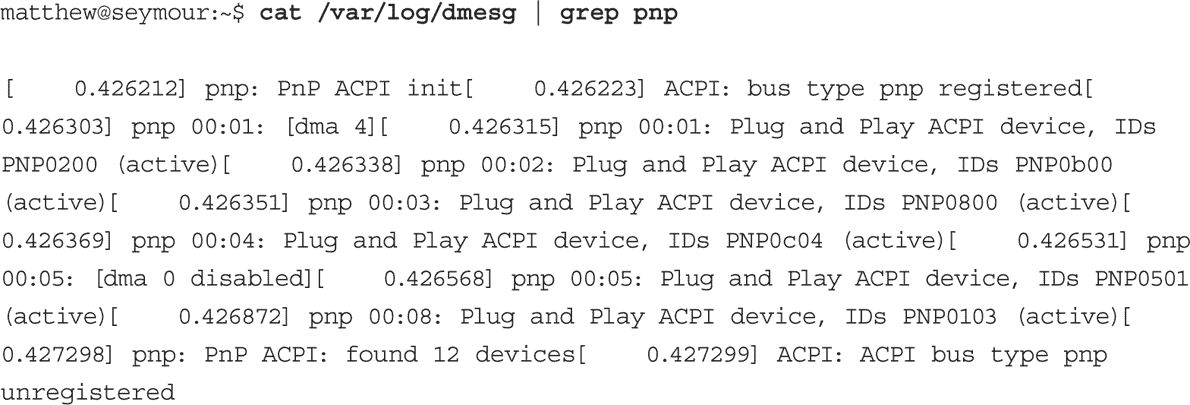 matthew@seymour:~$ cat /var/log/dmesg | grep pnp
[    0.426212] pnp: PnP ACPI init[    0.426223] ACPI: bus type pnp registered[
0.426303] pnp 00:01: [dma 4][    0.426315] pnp 00:01: Plug and Play ACPI device, IDs
PNP0200 (active)[    0.426338] pnp 00:02: Plug and Play ACPI device, IDs PNP0b00
(active)[    0.426351] pnp 00:03: Plug and Play ACPI device, IDs PNP0800 (active)[
0.426369] pnp 00:04: Plug and Play ACPI device, IDs PNP0c04 (active)[    0.426531] pnp
00:05: [dma 0 disabled][    0.426568] pnp 00:05: Plug and Play ACPI device, IDs PNP0501
(active)[    0.426872] pnp 00:08: Plug and Play ACPI device, IDs PNP0103 (active)[
0.427298] pnp: PnP ACPI: found 12 devices[    0.427299] ACPI: ACPI bus type pnp
unregistered